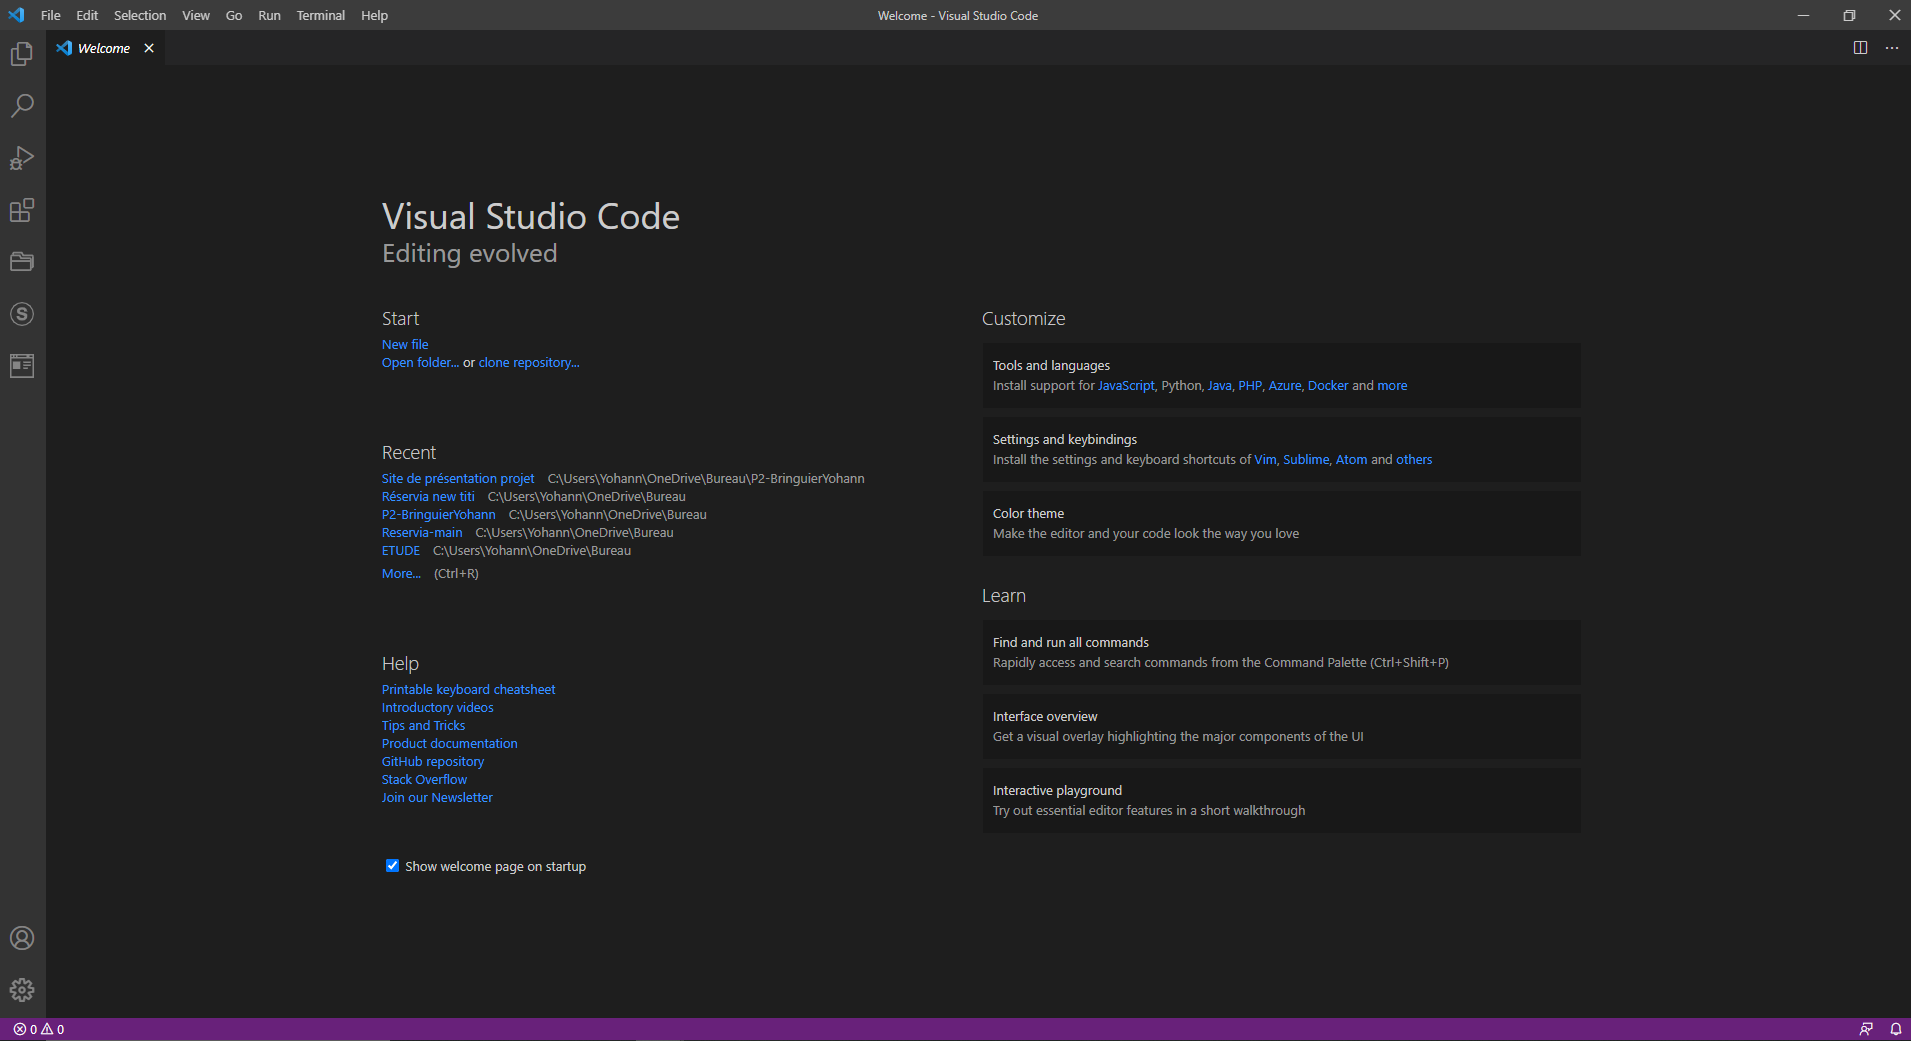 File Edit Selection View Go Run Terminal Help
Welcome - Visual Studio Code
Welcome
Visual Studio Code
Editing evolved
Start
New file
Open folder... or clone repository...
Recent
Site de présentation projet C:\Users\Yohann\OneDrive\Bureau\P2-BringuierYohann
Réservia new titi C:\Users\Yohann\OneDrive\Bureau
P2-BringuierYohann C:\Users\Yohann\OneDrive\Bureau
Reservia-main C:\Users\Yohann\OneDrive\Bureau
ETUDE C:\Users\Yohann\OneDrive\Bureau
More... (Ctrl+R)
Help
Printable keyboard cheatsheet
Introductory videos
Tips and Tricks
Product documentation
GitHub repository
Stack Overflow
Join our Newsletter
Show welcome page on startup
Customize
Tools and languages
Install support for JavaScript, Python, Java, PHP, Azure, Docker and more
Settings and keybindings
Install the settings and keyboard shortcuts of Vim, Sublime, Atom and others
Color theme
Make the editor and your code look the way you love
Learn
Find and run all commands
Rapidly access and search commands from the Command Palette (Ctrl+Shift+P)
Interface overview
Get a visual overlay highlighting the major components of the UI
Interactive playground
Try out essential editor features in a short walkthrough
S
0 0